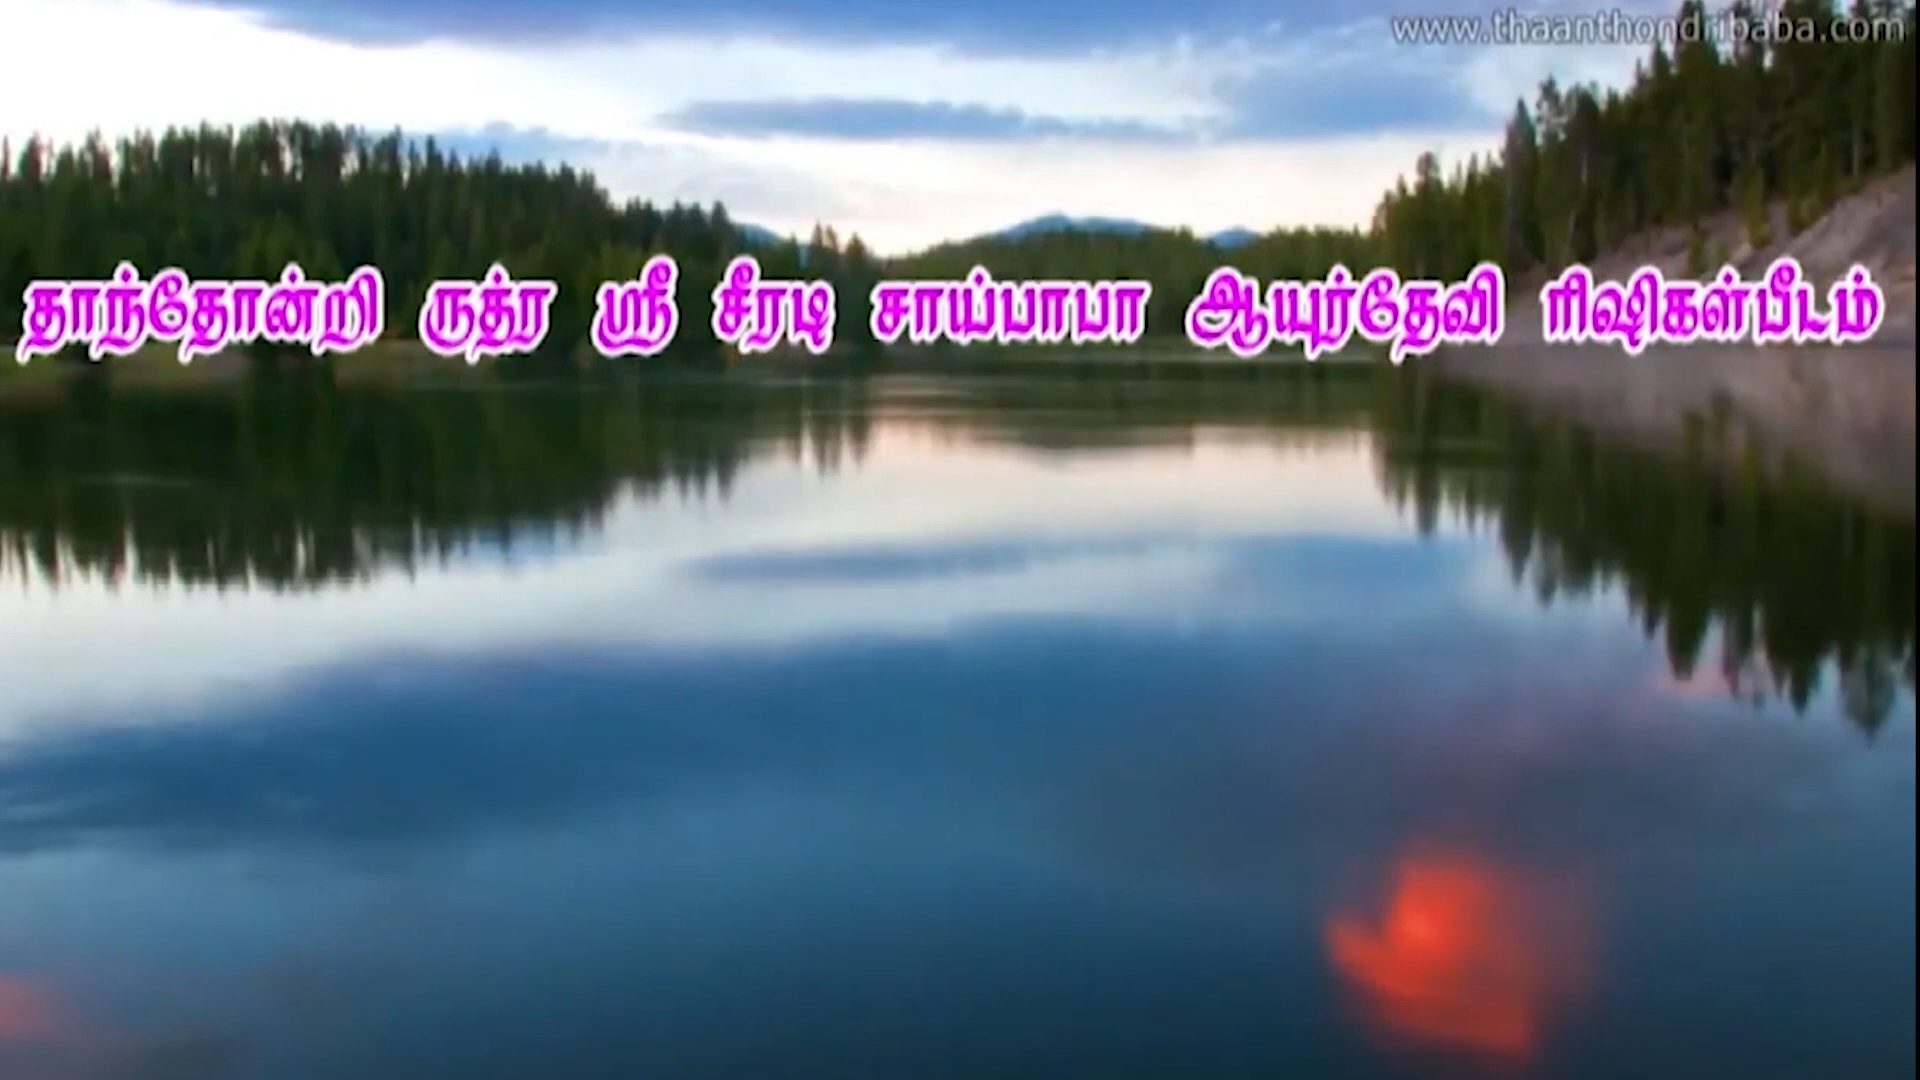 www.thaanthondribaba.com
தாந்தோன்றி ருத்ர ஸ்ரீ சீரடி சாய்பாபா ஆயுர்தேவி ரிஷிகள்பீடம்